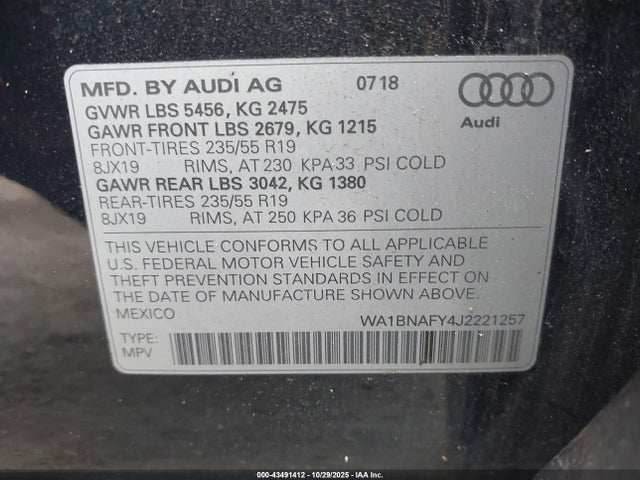 MFD. BY AUDI AG 0718
GVWR LBS 5456, KG 2475
GAWR FRONT LBS 2679, KG 1215
Audi
FRONT-TIRES 235/55 R19
8JX19 RIMS, AT 230 KPA 33 PSI COLD
GAWR REAR LBS 3042, KG 1380
REAR-TIRES 235/55 R19
8JX19 RIMS, AT 250 KPA 36 PSI COLD
THIS VEHICLE CONFORMS TO ALL APPLICABLE
U.S. FEDERAL MOTOR VEHICLE SAFETY AND
THEFT PREVENTION STANDARDS IN EFFECT ON
THE DATE OF MANUFACTURE SHOWN ABOVE.
MEXICO WA1BNAFY4J2221257
TYPE:
MPV
000-43491412 - 10/29/2025 - IAAI, Inc.